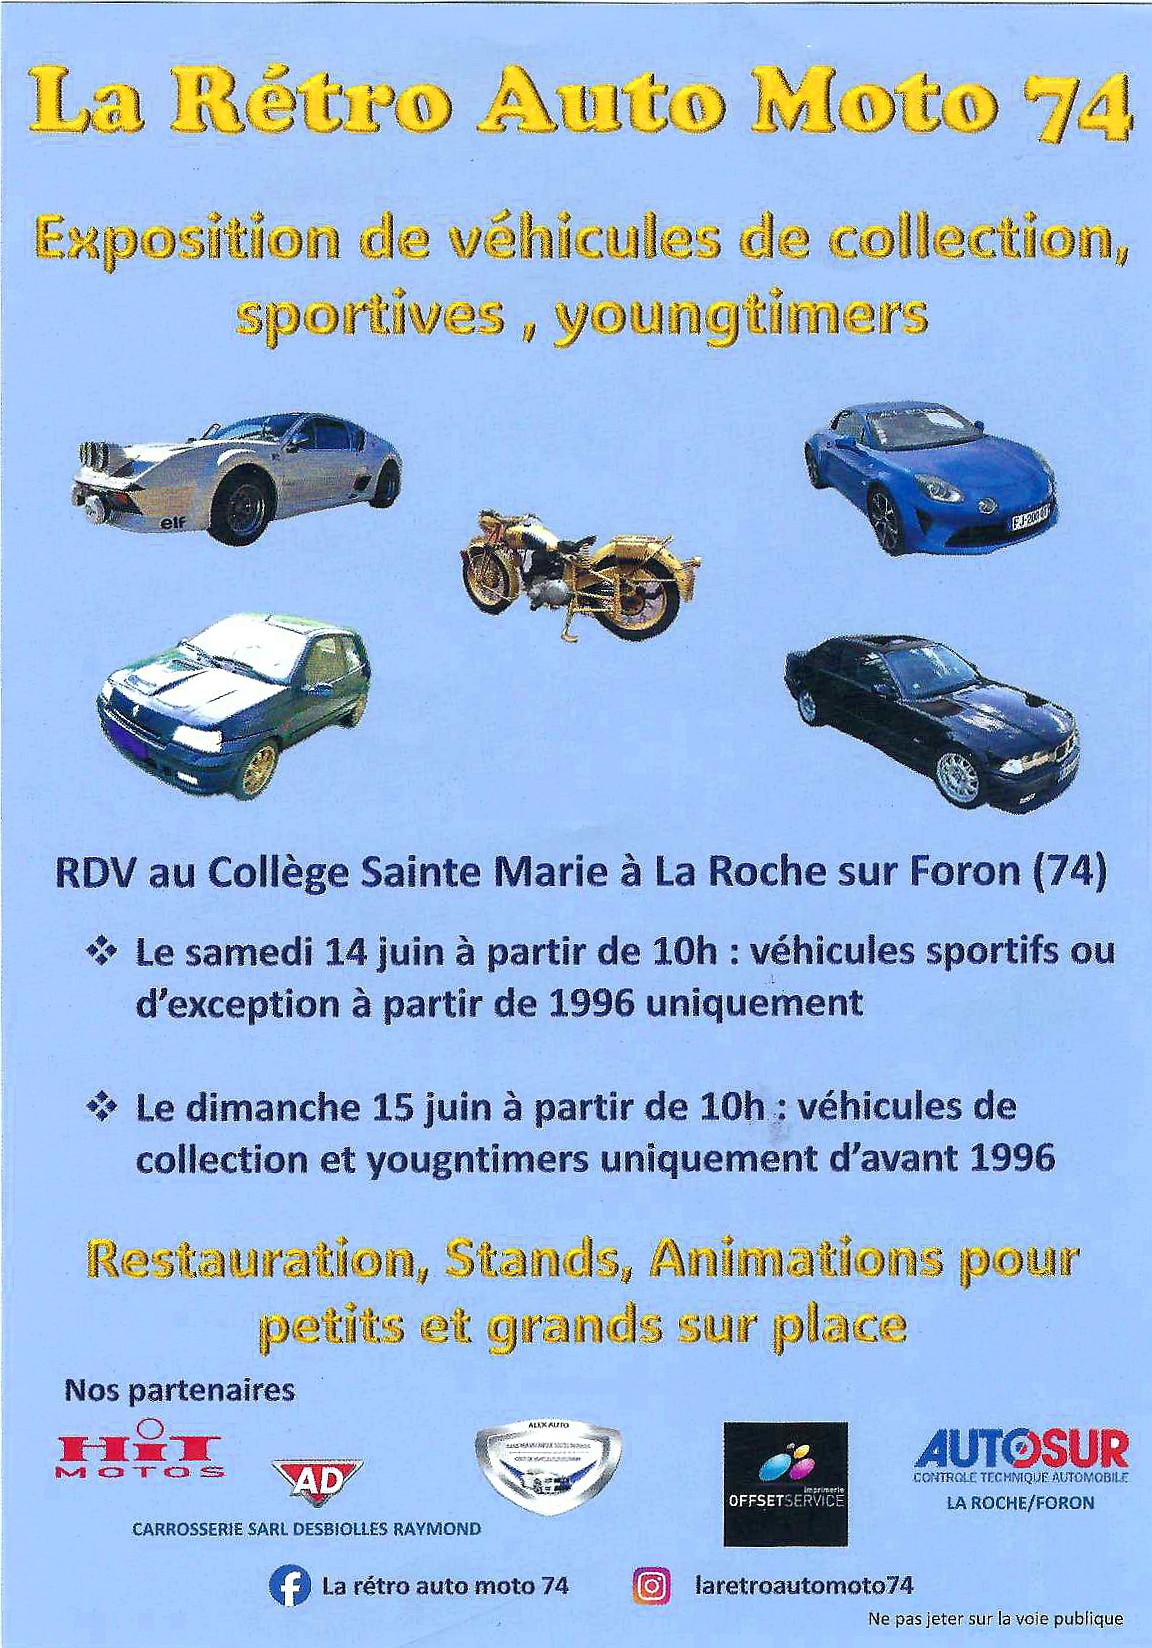 La Rétro Auto Moto 74
Exposition de véhicules de collection,
sportives , youngtimers
elf
RDV au Collège Sainte Marie à La Roche sur Foron (74)
❖ Le samedi 14 juin à partir de 10h : véhicules sportifs ou
d’exception à partir de 1996 uniquement
❖ Le dimanche 15 juin à partir de 10h : véhicules de
collection et yougntimers uniquement d’avant 1996
Restauration, Stands, Animations pour
petits et grands sur place
Nos partenaires
HiT
MOTOS
AD
CARROSSERIE SARL DESBIOLLES RAYMOND
ALEX AUTO
imprimerie
OFFSETSERVICE
AUTOSUR
CONTROLE TECHNIQUE AUTOMOBILE
LA ROCHE/FORON
La rétro auto moto 74
laretroautomoto74
Ne pas jeter sur la voie publique